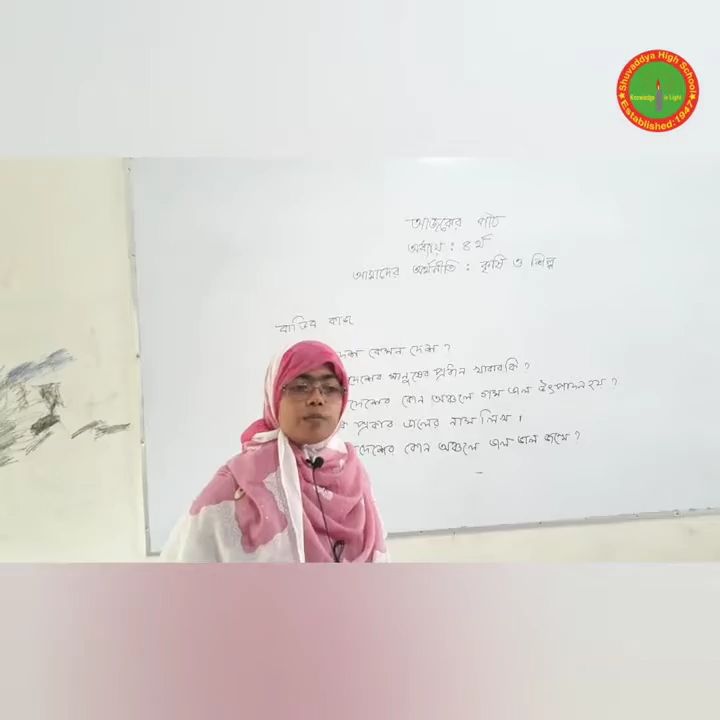 Shuvaddya High School
Knowledge is Light
Established:1947
আজকের পাঠ
অধ্যায় : ৪র্থ
আমাদের অর্থনীতি : কৃষি ও শিল্প
বাড়ির কাজ
দেশ কেমন দেশ ?
দেশের মানুষের প্রধান খাবার কি ?
দেশের কোন অঞ্চলে গম উৎপাদন হয় ?
প্রকার নাম লিখ ।
দেশের কোন অঞ্চলে ভাল জন্মে ?